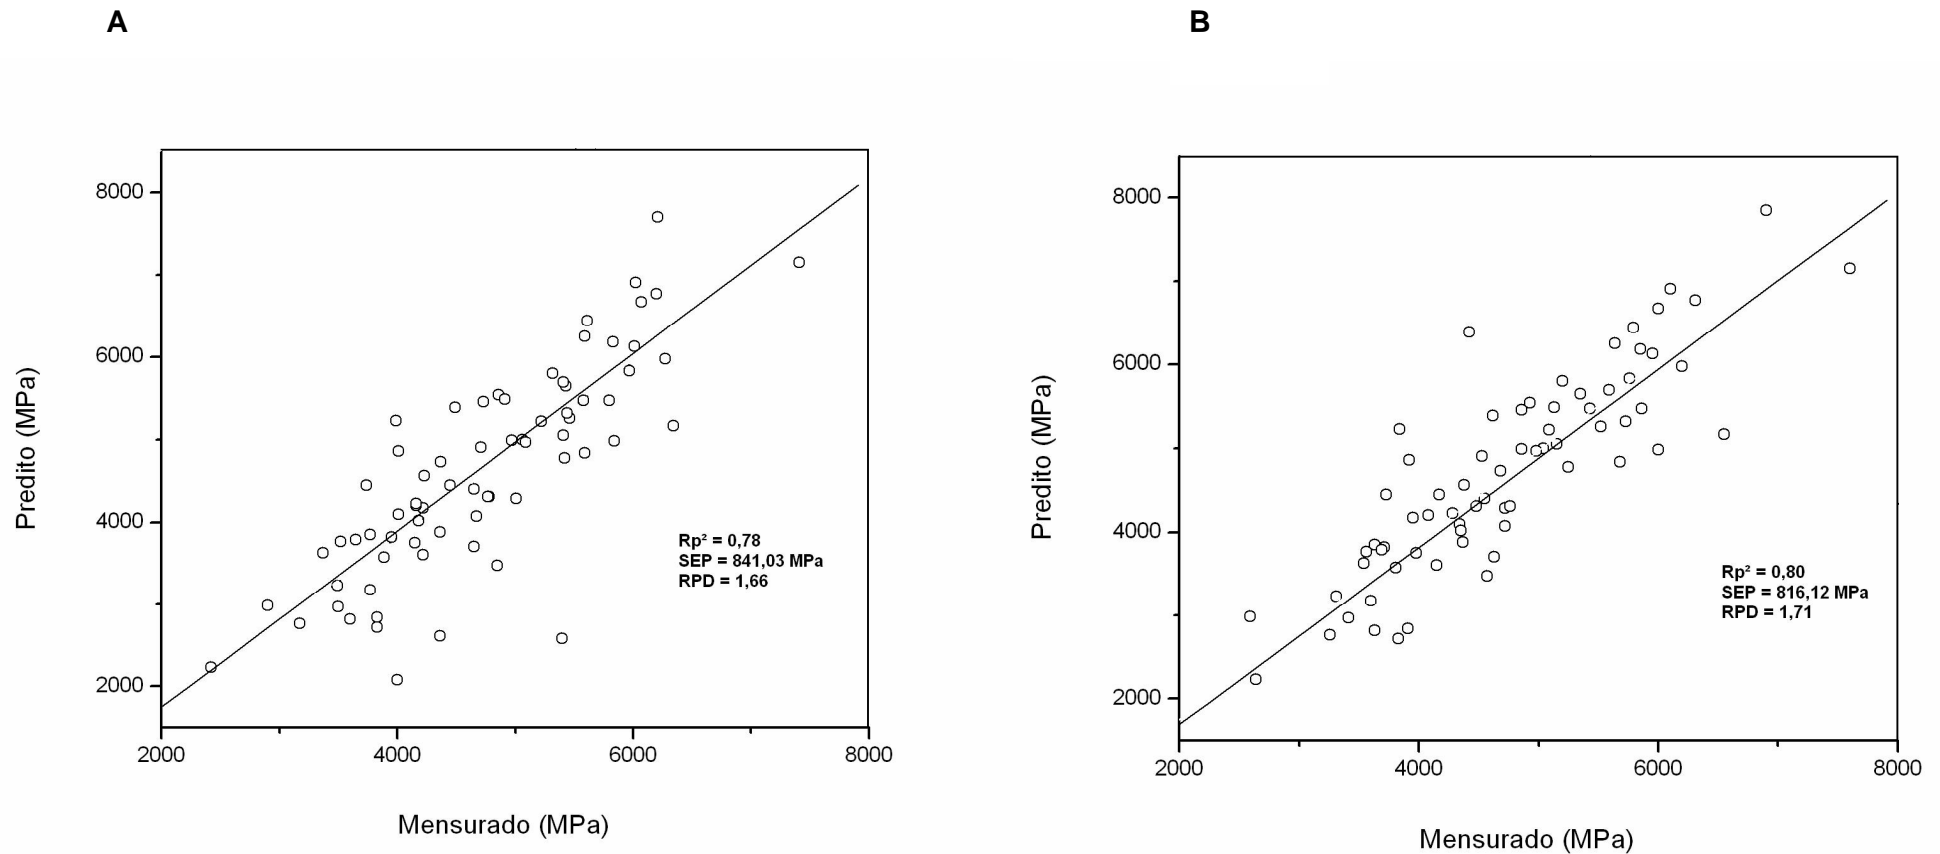 A
B
8000
6000
4000
2000
Predito (MPa)
Rp² = 0,78
SEP = 841,03 MPa
RPD = 1,66
2000 4000 6000 8000
Mensurado (MPa)
8000
6000
4000
2000
Predito (MPa)
Rp² = 0,80
SEP = 816,12 MPa
RPD = 1,71
2000 4000 6000 8000
Mensurado (MPa)